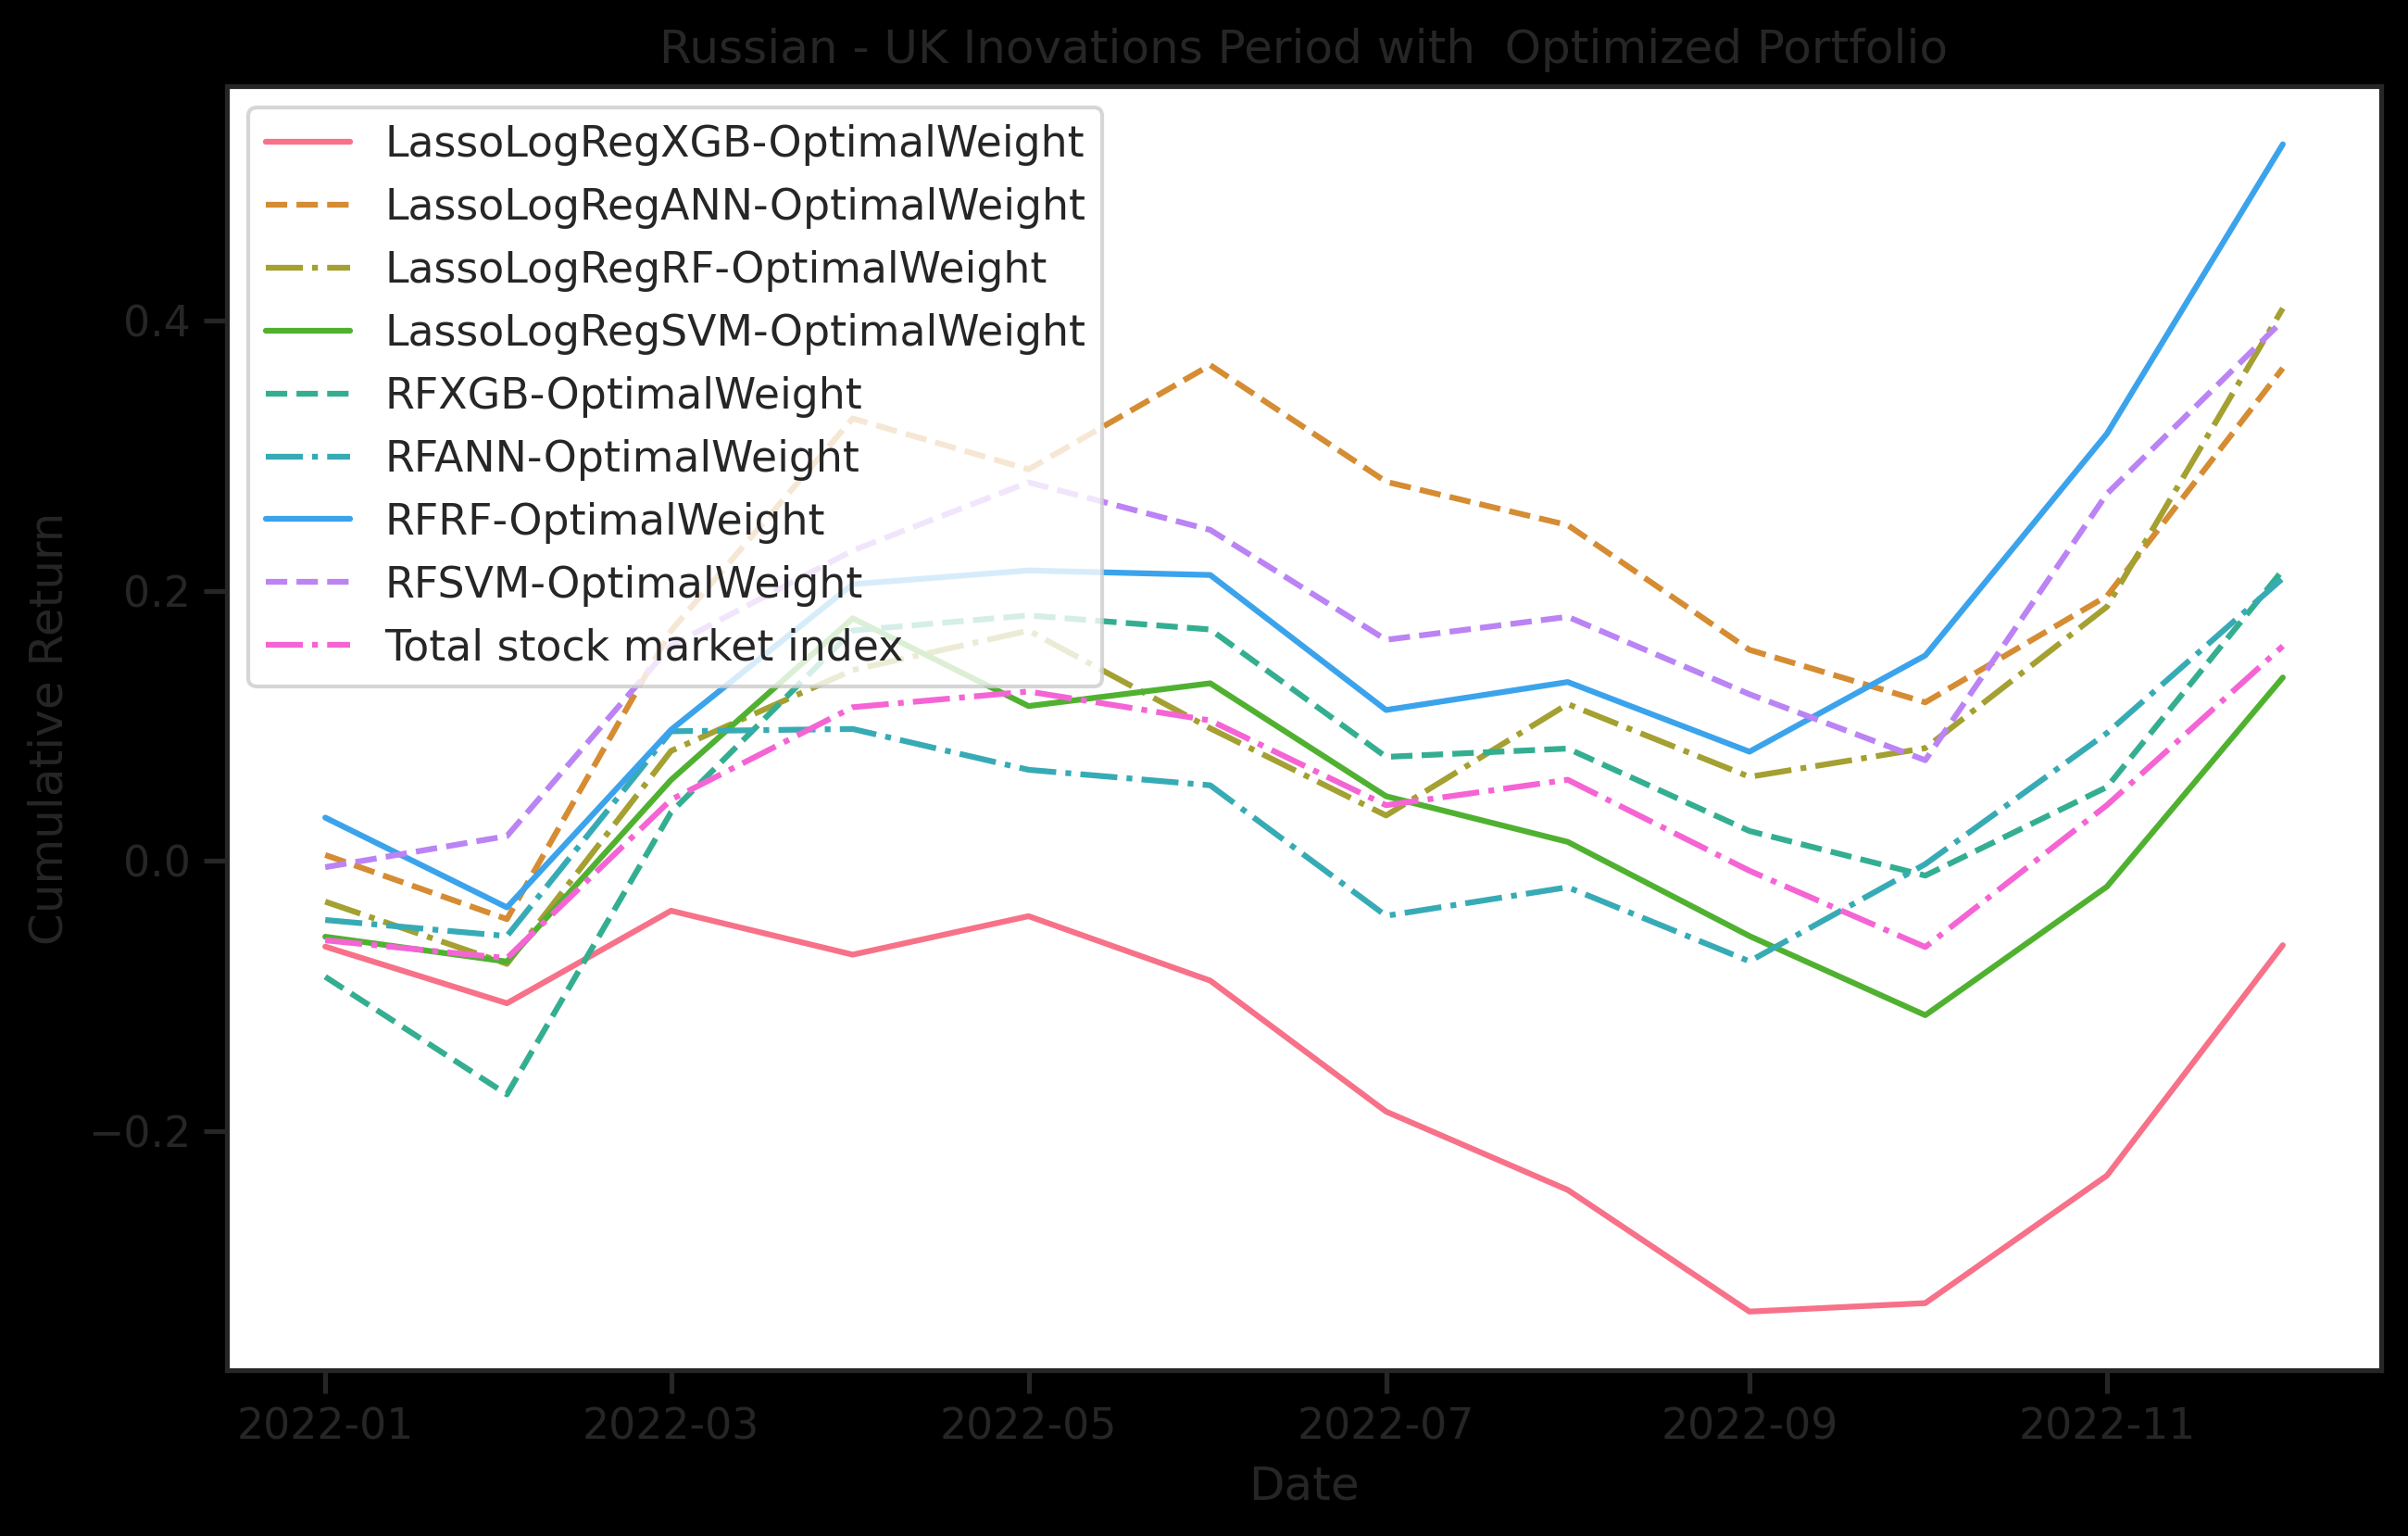 Russian - UK Inovations Period with  Optimized Portfolio
LassoLogRegXGB-OptimalWeight
LassoLogRegANN-OptimalWeight
LassoLogRegRF-OptimalWeight
LassoLogRegSVM-OptimalWeight
RFXGB-OptimalWeight
RFANN-OptimalWeight
RFRF-OptimalWeight
RFSVM-OptimalWeight
Total stock market index
Cumulative Return
0.4
0.2
0.0
−0.2
2022-01 2022-03 2022-05 2022-07 2022-09 2022-11
Date